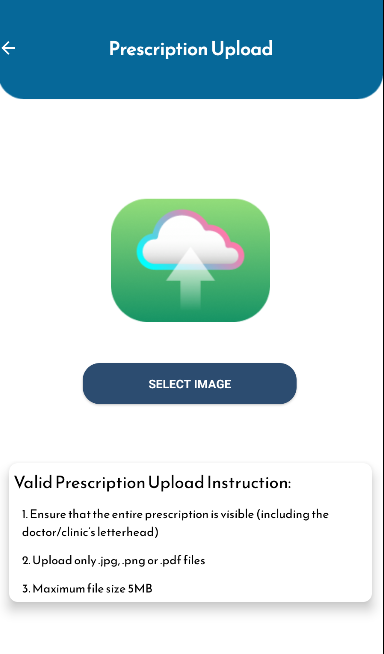 Prescription Upload
SELECT IMAGE
Valid Prescription Upload Instruction:
1. Ensure that the entire prescription is visible (including the
doctor/clinic's letterhead)
2. Upload only .jpg, .png or .pdf files
3. Maximum file size 5MB